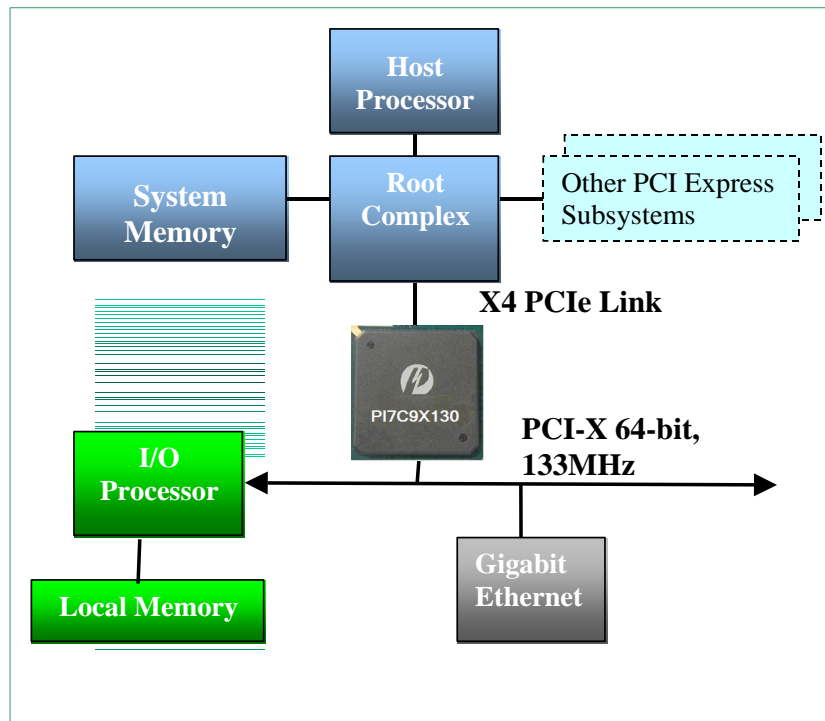 Host
Processor
System
Memory
Root
Complex
Other PCI Express
Subsystems
X4 PCIe Link
PI7C9X130
PCI-X 64-bit,
133MHz
I/O
Processor
Gigabit
Ethernet
Local Memory